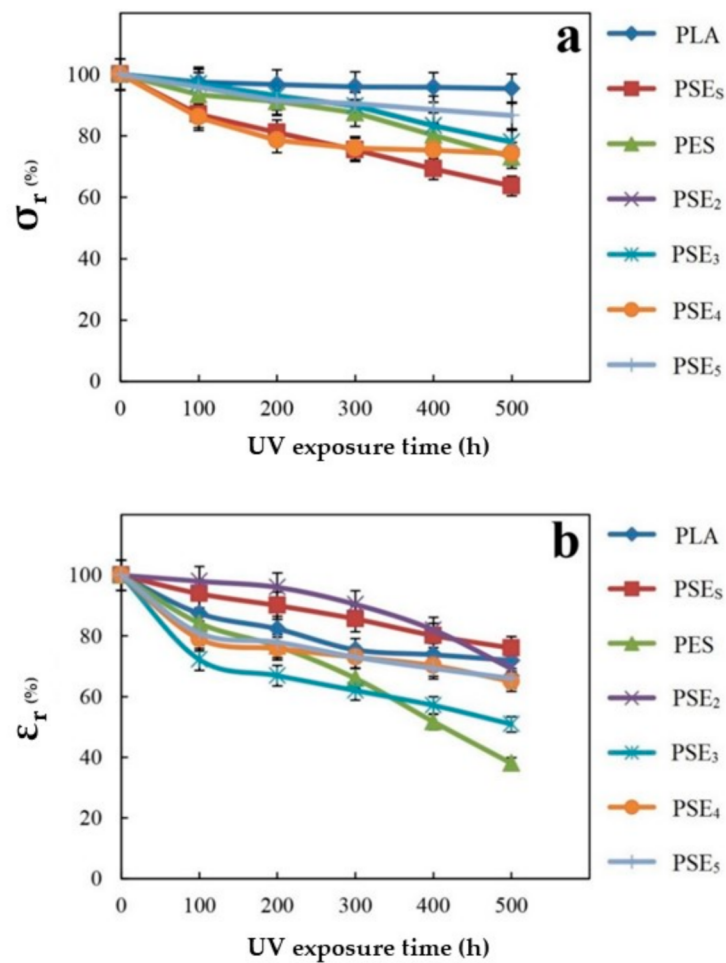 a
σr (%)
100
80
60
40
20
0
0 100 200 300 400 500
UV exposure time (h)
PLA
PSES
PES
PSE2
PSE3
PSE4
PSE5
b
εr (%)
100
80
60
40
20
0
0 100 200 300 400 500
UV exposure time (h)
PLA
PSES
PES
PSE2
PSE3
PSE4
PSE5